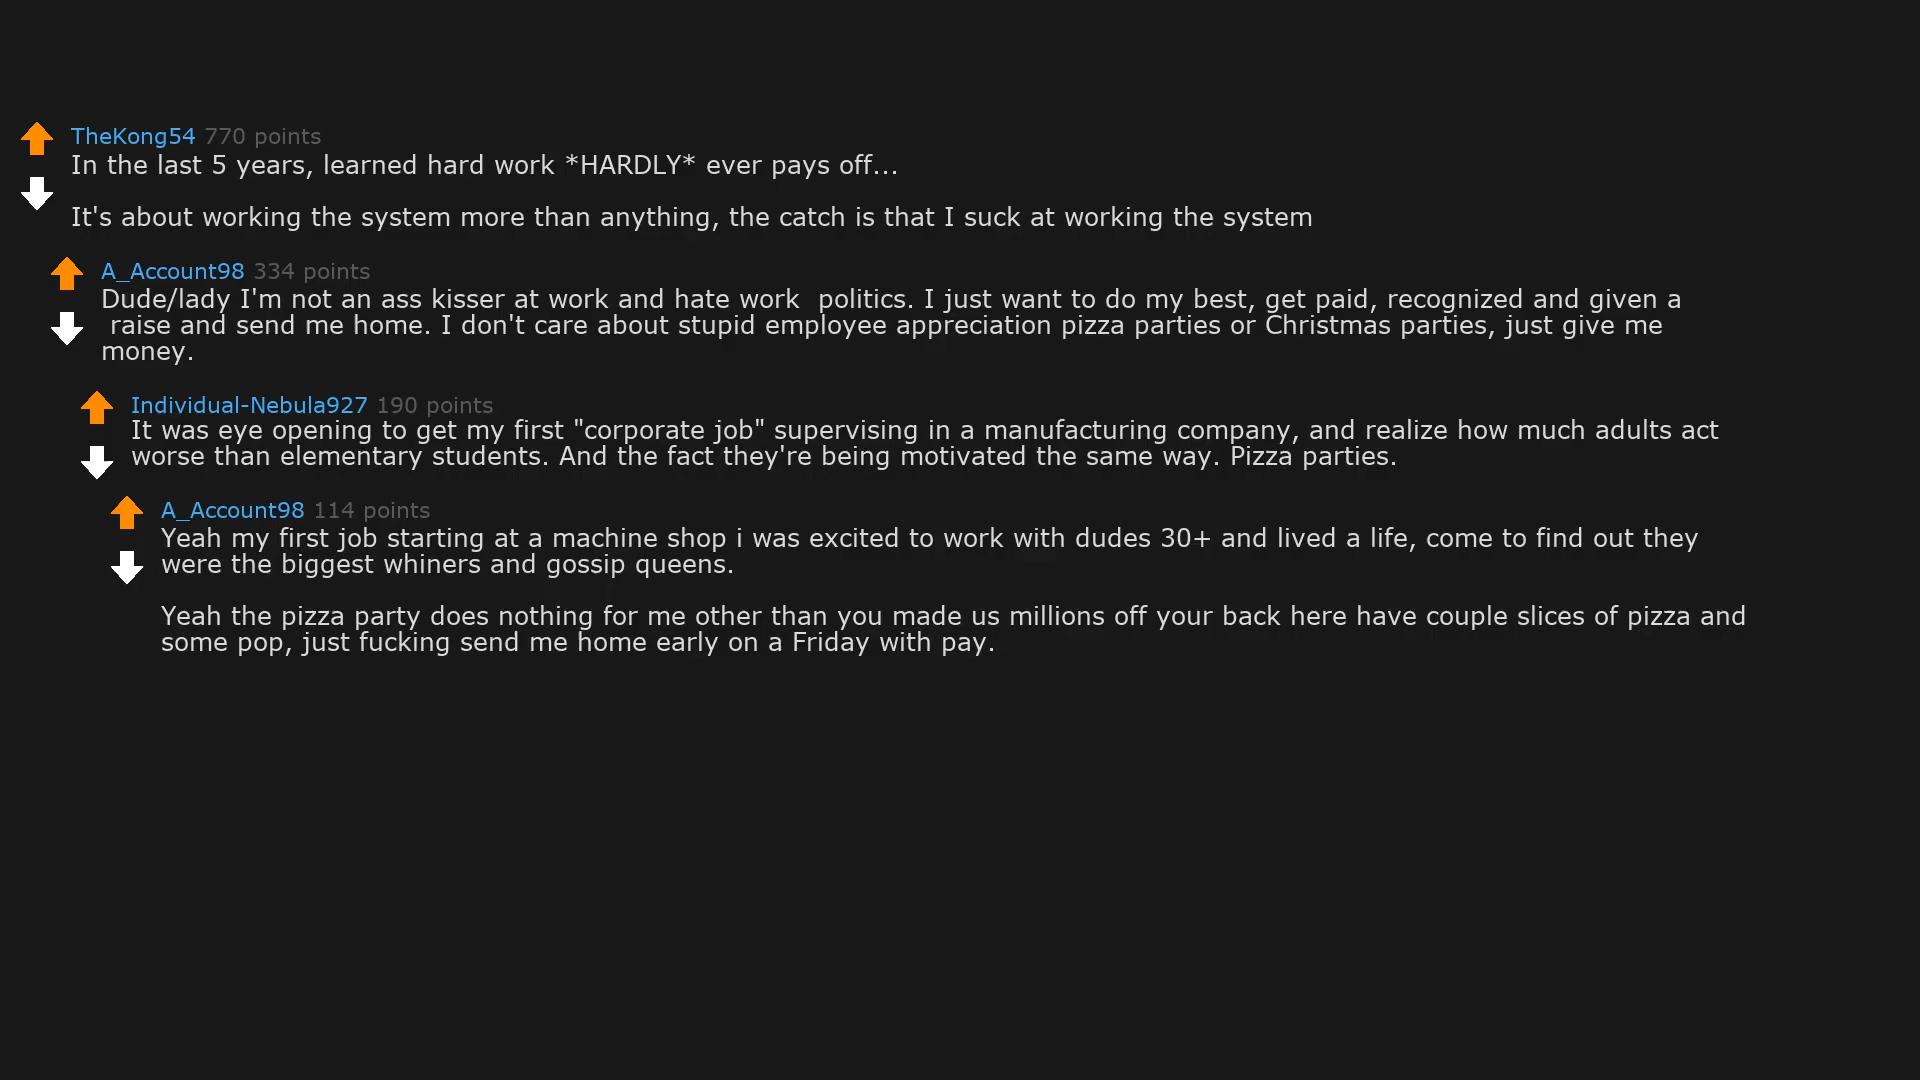 TheKong54 770 points
In the last 5 years, learned hard work *HARDLY* ever pays off...
It's about working the system more than anything, the catch is that I suck at working the system
A_Account98 334 points
Dude/lady I'm not an ass kisser at work and hate work  politics. I just want to do my best, get paid, recognized and given a
raise and send me home. I don't care about stupid employee appreciation pizza parties or Christmas parties, just give me
money.
Individual-Nebula927 190 points
It was eye opening to get my first "corporate job" supervising in a manufacturing company, and realize how much adults act
worse than elementary students. And the fact they're being motivated the same way. Pizza parties.
A_Account98 114 points
Yeah my first job starting at a machine shop i was excited to work with dudes 30+ and lived a life, come to find out they
were the biggest whiners and gossip queens.
Yeah the pizza party does nothing for me other than you made us millions off your back here have couple slices of pizza and
some pop, just fucking send me home early on a Friday with pay.